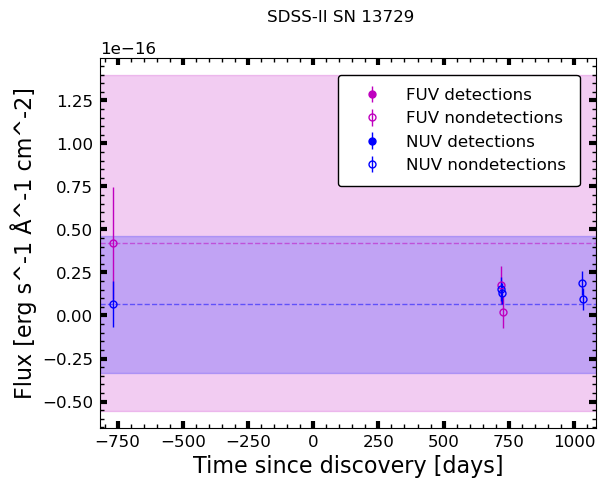 SDSS-II SN 13729
1e−16
Flux [erg s^-1 Å^-1 cm^-2]
1.25
1.00
0.75
0.50
0.25
0.00
−0.25
−0.50
FUV detections
FUV nondetections
NUV detections
NUV nondetections
−750 −500 −250 0 250 500 750 1000
Time since discovery [days]